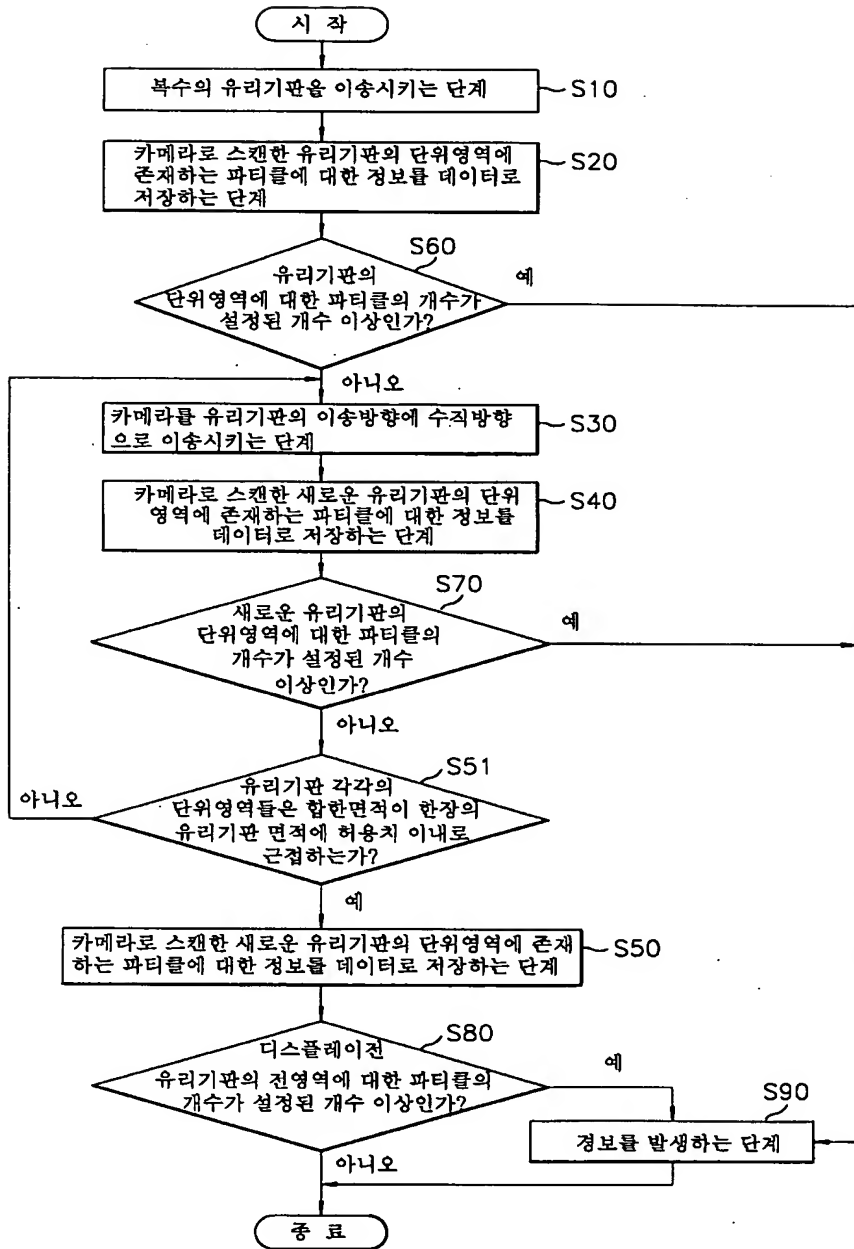 시 작
복수의 유리기판을 이송시키는 단계
S10
카메라로 스캔한 유리기판의 단위영역에
존재하는 파티클에 대한 정보를 데이터로
저장하는 단계
S20
S60
유리기판의
단위영역에 대한 파티클의 개수가
설정된 개수 이상인가?
예
아니오
카메라를 유리기판의 이송방향에 수직방향
으로 이송시키는 단계
S30
카메라로 스캔한 새로운 유리기판의 단위
영역에 존재하는 파티클에 대한 정보를
데이터로 저장하는 단계
S40
S70
새로운 유리기판의
단위영역에 대한 파티클의
개수가 설정된 개수
이상인가?
예
아니오
S51
유리기판 각각의
단위영역들은 합한면적이 한장의
유리기판 면적에 허용치 이내로
근접하는가?
아니오
예
카메라로 스캔한 새로운 유리기판의 단위영역에 존재
하는 파티클에 대한 정보를 데이터로 저장하는 단계
S50
S80
디스플레이전
유리기판의 전영역에 대한 파티클의
개수가 설정된 개수 이상인가?
예
아니오
S90
경보를 발생하는 단계
종 료